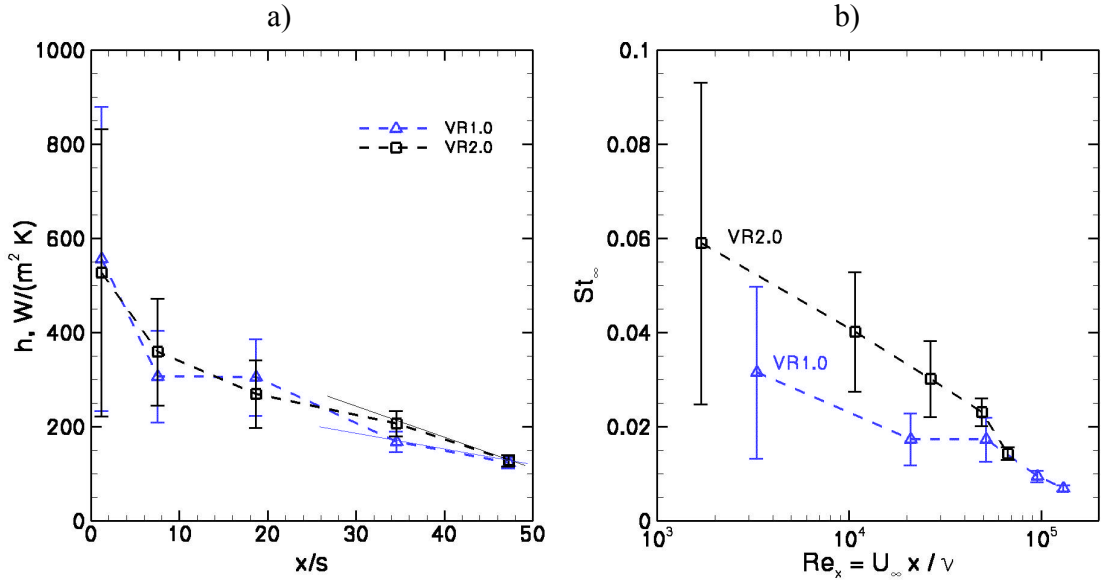 a)
1000
800
600
400
200
0
h, W/(m² K)
VR1.0
VR2.0
0
10
20
30
40
50
x/s
b)
0.1
0.08
0.06
0.04
0.02
0
St∞
VR2.0
VR1.0
10³
10⁴
10⁵
Reₓ = U∞ x / ν